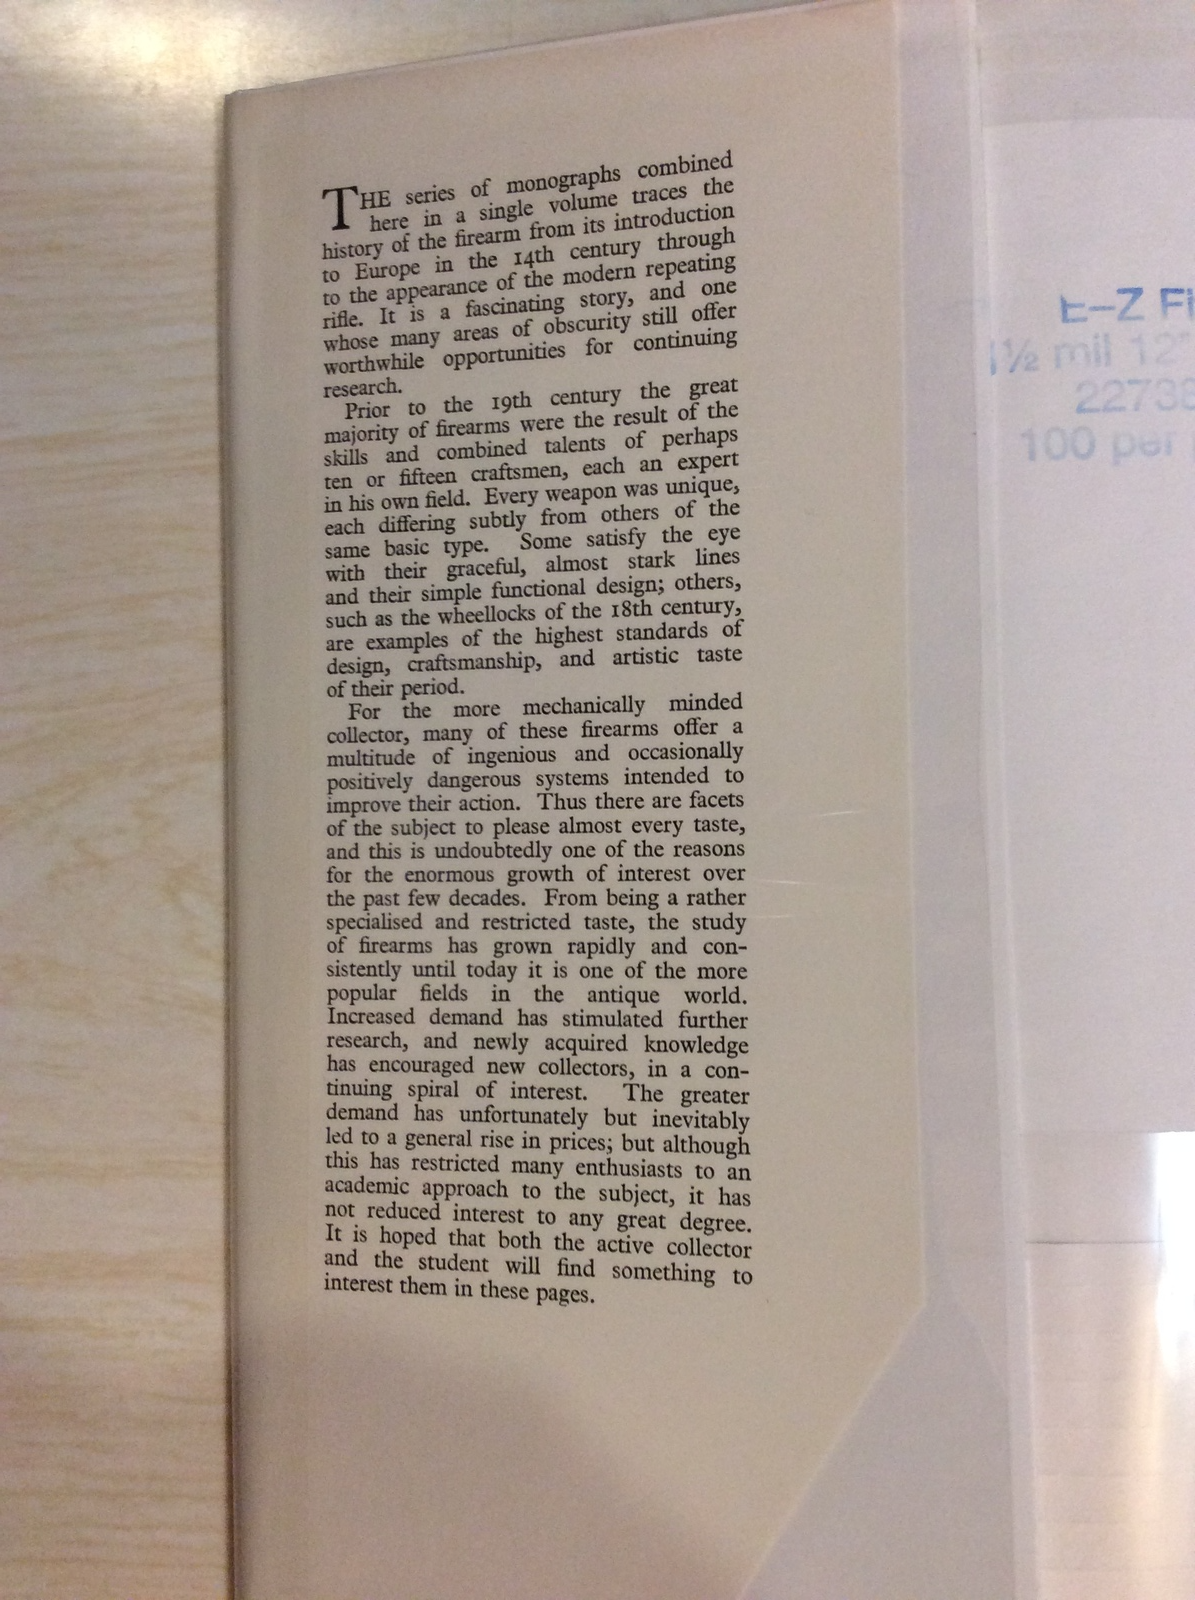 THE series of monographs combined
here in a single volume traces the
history of the firearm from its introduction
to Europe in the 14th century through
to the appearance of the modern repeating
rifle. It is a fascinating story, and one
whose many areas of obscurity still offer
worthwhile opportunities for continuing
research.
Prior to the 19th century the great
majority of firearms were the result of the
skills and combined talents of perhaps
ten or fifteen craftsmen, each an expert
in his own field. Every weapon was unique,
each differing subtly from others of the
same basic type. Some satisfy the eye
with their graceful, almost stark lines
and their simple functional design; others,
such as the wheellocks of the 18th century,
are examples of the highest standards of
design, craftsmanship, and artistic taste
of their period.
For the more mechanically minded
collector, many of these firearms offer a
multitude of ingenious and occasionally
positively dangerous systems intended to
improve their action. Thus there are facets
of the subject to please almost every taste,
and this is undoubtedly one of the reasons
for the enormous growth of interest over
the past few decades. From being a rather
specialised and restricted taste, the study
of firearms has grown rapidly and con-
sistently until today it is one of the more
popular fields in the antique world.
Increased demand has stimulated further
research, and newly acquired knowledge
has encouraged new collectors, in a con-
tinuing spiral of interest. The greater
demand has unfortunately but inevitably
led to a general rise in prices; but although
this has restricted many enthusiasts to an
academic approach to the subject, it has
not reduced interest to any great degree.
It is hoped that both the active collector
and the student will find something to
interest them in these pages.
E–Z Fi
1½ mil 12
22738
100 per